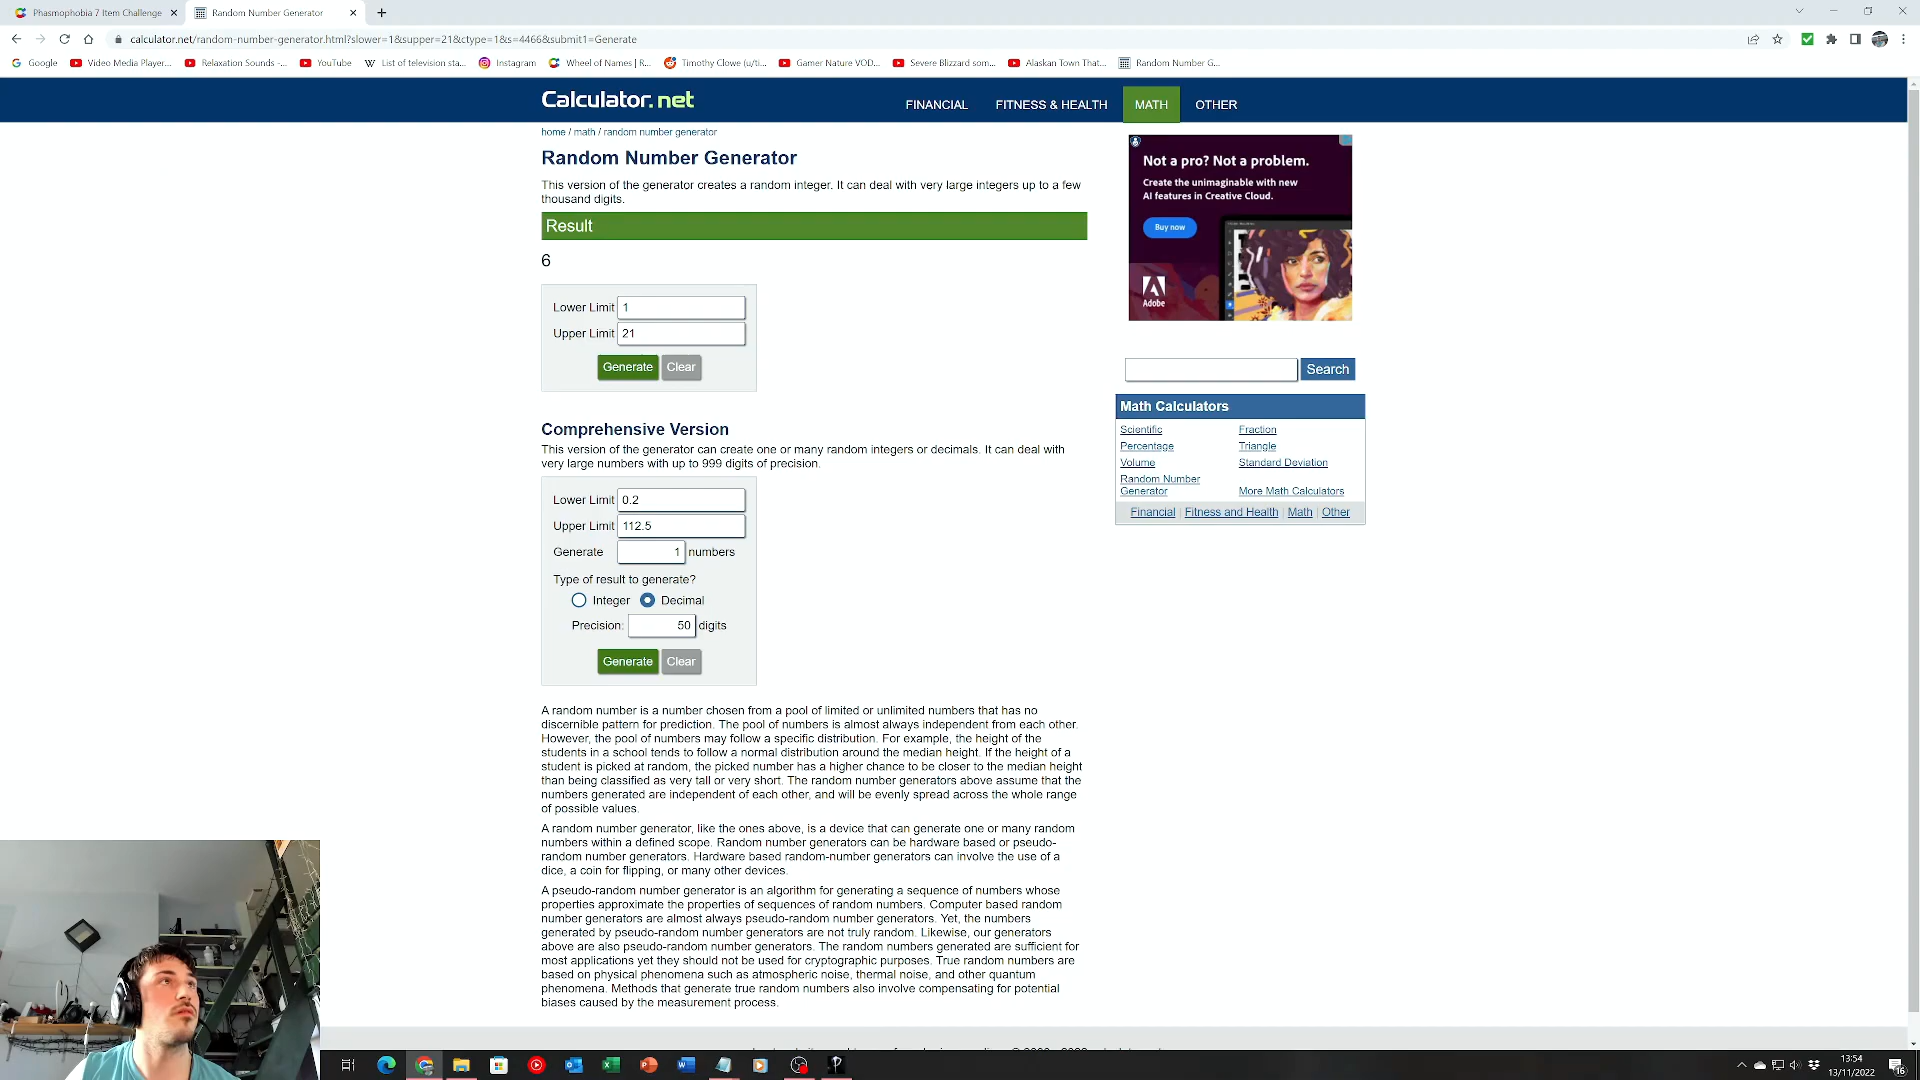 Phasmophobia 7 Item Challenge
Random Number Generator
calculator.net/random-number-generator.html?slower=1&supper=21&ctype=1&s=4466&submit1=Generate
Google
Video Media Player...
Relaxation Sounds -...
YouTube
List of television sta...
Instagram
Wheel of Names | R...
Timothy Clowe (u/ti...
Gamer Nature VOD...
Severe Blizzard som...
Alaskan Town That...
Random Number G...
Calculator.net
FINANCIAL
FITNESS & HEALTH
MATH
OTHER
home / math / random number generator
Random Number Generator
This version of the generator creates a random integer. It can deal with very large integers up to a few
thousand digits.
Result
6
Lower Limit 1
Upper Limit 21
Generate Clear
Comprehensive Version
This version of the generator can create one or many random integers or decimals. It can deal with
very large numbers with up to 999 digits of precision.
Lower Limit 0.2
Upper Limit 112.5
Generate 1 numbers
Type of result to generate?
Integer Decimal
Precision: 50 digits
Generate Clear
A random number is a number chosen from a pool of limited or unlimited numbers that has no
discernible pattern for prediction. The pool of numbers is almost always independent from each other.
However, the pool of numbers may follow a specific distribution. For example, the height of the
students in a school tends to follow a normal distribution around the median height. If the height of a
student is picked at random, the picked number has a higher chance to be closer to the median height
than being classified as very tall or very short. The random number generators above assume that the
numbers generated are independent of each other, and will be evenly spread across the whole range
of possible values.
A random number generator, like the ones above, is a device that can generate one or many random
numbers within a defined scope. Random number generators can be hardware based or pseudo-
random number generators. Hardware based random-number generators can involve the use of a
dice, a coin for flipping, or many other devices.
A pseudo-random number generator is an algorithm for generating a sequence of numbers whose
properties approximate the properties of sequences of random numbers. Computer based random
number generators are almost always pseudo-random number generators. Yet, the numbers
generated by pseudo-random number generators are not truly random. Likewise, our generators
above are also pseudo-random number generators. The random numbers generated are sufficient for
most applications yet they should not be used for cryptographic purposes. True random numbers are
based on physical phenomena such as atmospheric noise, thermal noise, and other quantum
phenomena. Methods that generate true random numbers also involve compensating for potential
biases caused by the measurement process.
Not a pro? Not a problem.
Create the unimaginable with new
AI features in Creative Cloud.
Buy now
Adobe
Search
Math Calculators
Scientific
Fraction
Percentage
Triangle
Volume
Standard Deviation
Random Number
Generator
More Math Calculators
Financial | Fitness and Health | Math | Other
13:54
13/11/2022
16